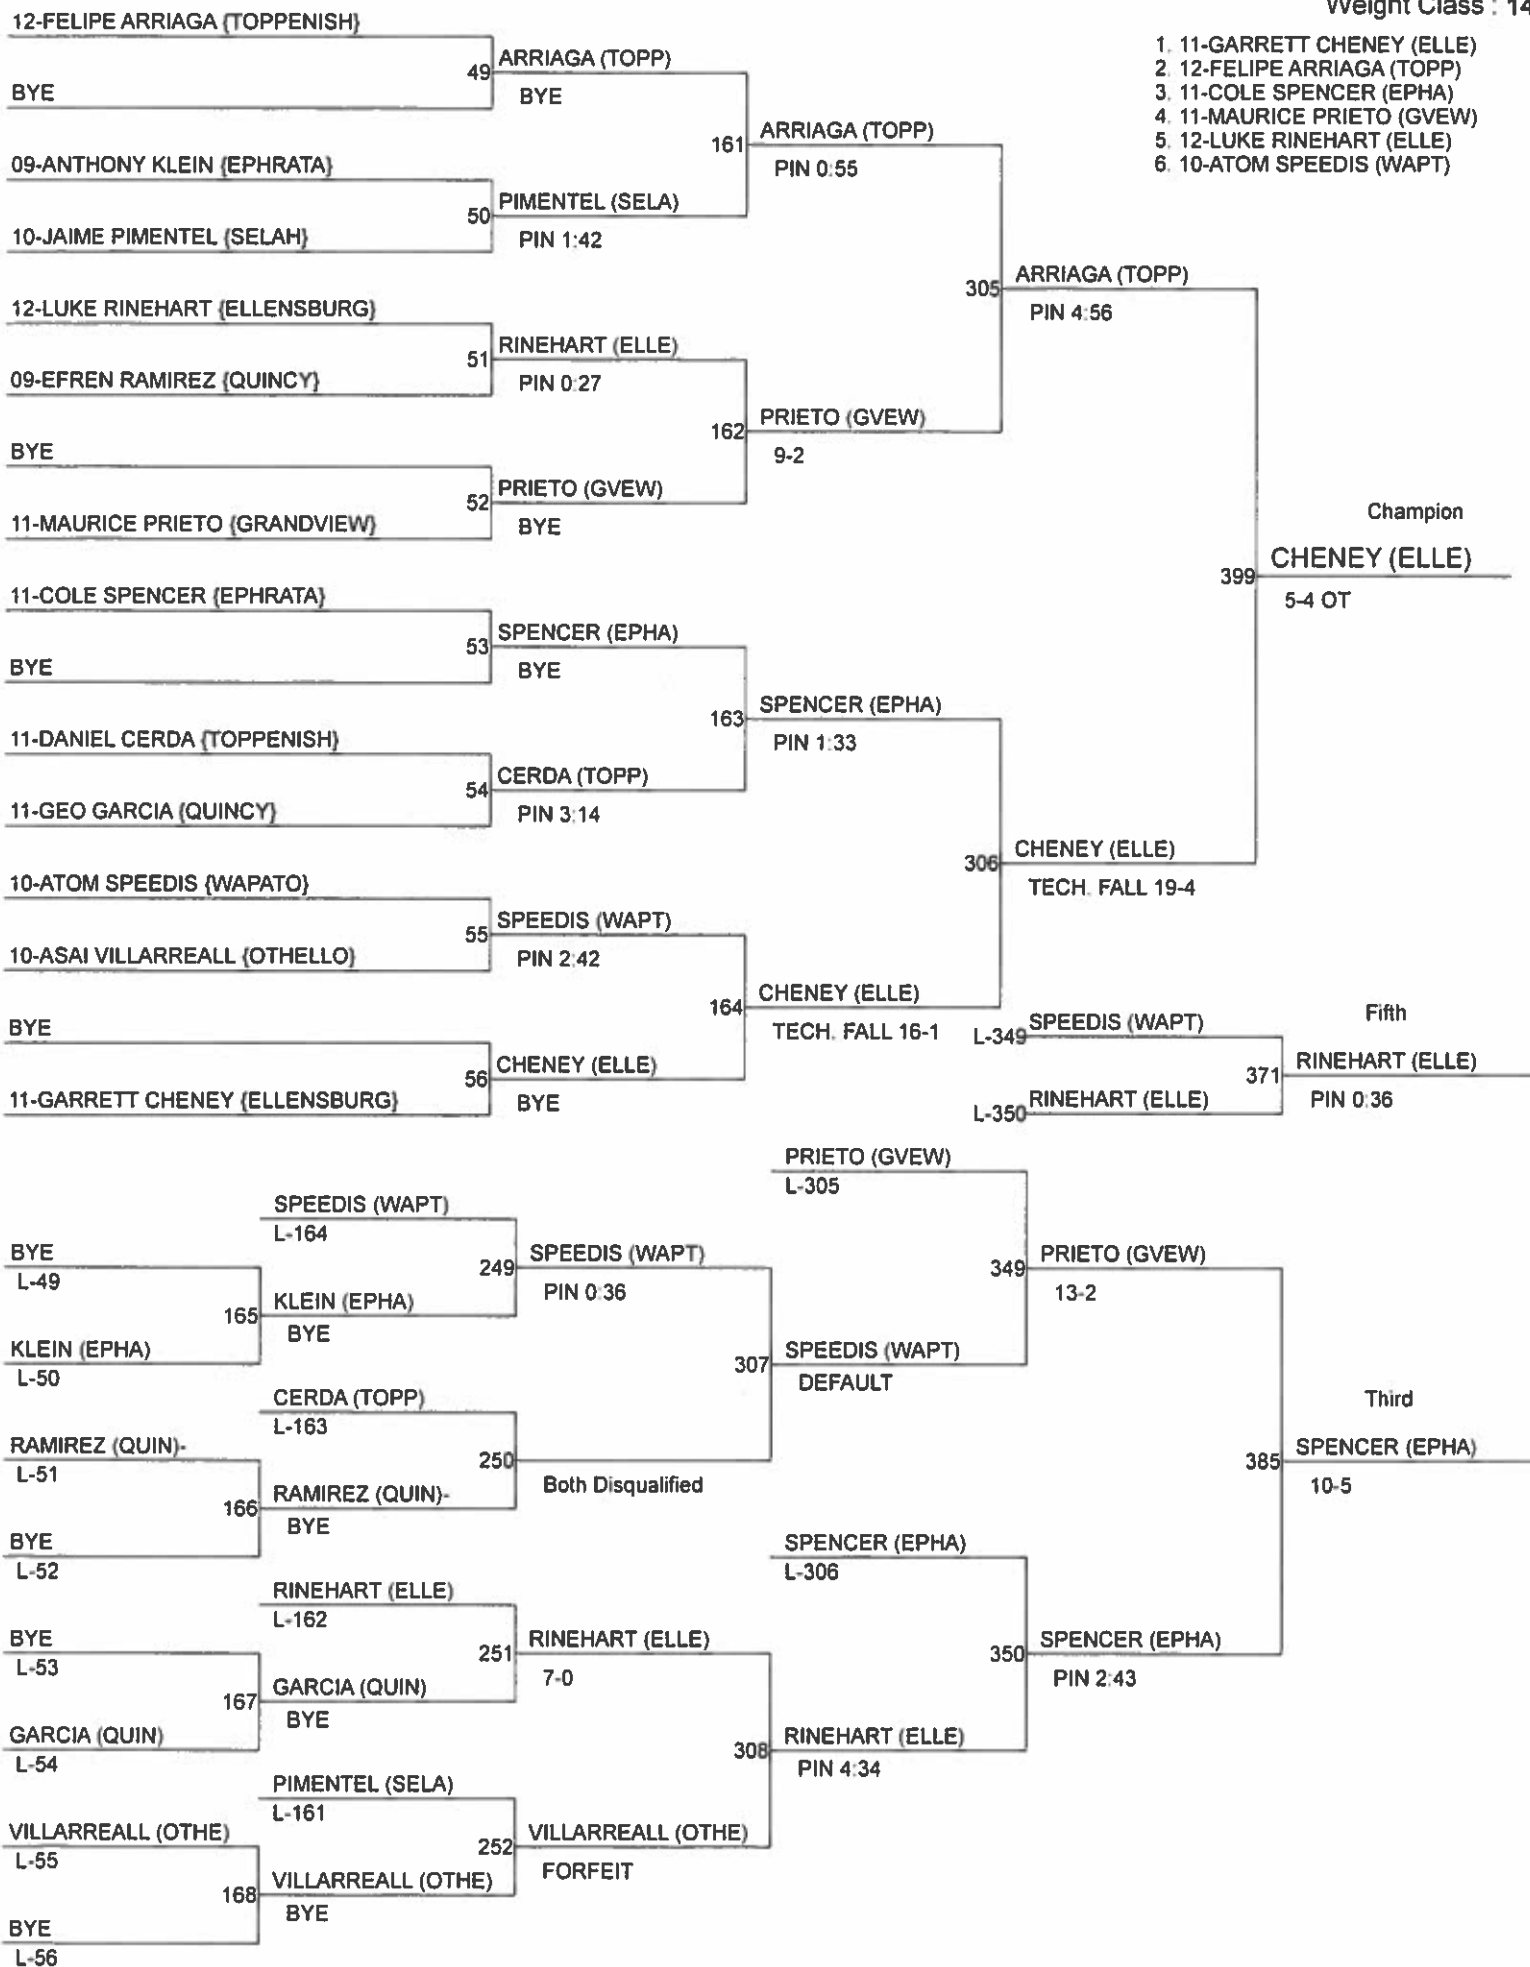 Weight Class : 14
1. 11-GARRETT CHENEY (ELLE)
2. 12-FELIPE ARRIAGA (TOPP)
3. 11-COLE SPENCER (EPHA)
4. 11-MAURICE PRIETO (GVEW)
5. 12-LUKE RINEHART (ELLE)
6. 10-ATOM SPEEDIS (WAPT)
12-FELIPE ARRIAGA {TOPPENISH}
49 ARRIAGA (TOPP)
BYE
BYE
161 ARRIAGA (TOPP)
PIN 0:55
09-ANTHONY KLEIN {EPHRATA}
50 PIMENTEL (SELA)
PIN 1:42
10-JAIME PIMENTEL {SELAH}
305 ARRIAGA (TOPP)
PIN 4:56
12-LUKE RINEHART {ELLENSBURG}
51 RINEHART (ELLE)
PIN 0:27
09-EFREN RAMIREZ {QUINCY}
162 PRIETO (GVEW)
9-2
BYE
52 PRIETO (GVEW)
BYE
11-MAURICE PRIETO {GRANDVIEW}
Champion
399 CHENEY (ELLE)
5-4 OT
11-COLE SPENCER {EPHRATA}
53 SPENCER (EPHA)
BYE
BYE
163 SPENCER (EPHA)
PIN 1:33
11-DANIEL CERDA {TOPPENISH}
54 CERDA (TOPP)
PIN 3:14
11-GEO GARCIA {QUINCY}
306 CHENEY (ELLE)
TECH. FALL 19-4
10-ATOM SPEEDIS {WAPATO}
55 SPEEDIS (WAPT)
PIN 2:42
10-ASAI VILLARREALL {OTHELLO}
164 CHENEY (ELLE)
TECH. FALL 16-1
BYE
56 CHENEY (ELLE)
BYE
11-GARRETT CHENEY {ELLENSBURG}
Fifth
L-349 SPEEDIS (WAPT)
371 RINEHART (ELLE)
PIN 0:36
L-350 RINEHART (ELLE)
PRIETO (GVEW)
L-305
SPEEDIS (WAPT)
L-164
249 SPEEDIS (WAPT)
PIN 0:36
349 PRIETO (GVEW)
13-2
BYE
L-49
165 KLEIN (EPHA)
BYE
KLEIN (EPHA)
L-50
307 SPEEDIS (WAPT)
DEFAULT
CERDA (TOPP)
L-163
Third
RAMIREZ (QUIN)-
L-51
250
Both Disqualified
385 SPENCER (EPHA)
10-5
166 RAMIREZ (QUIN)-
BYE
BYE
L-52
SPENCER (EPHA)
L-306
RINEHART (ELLE)
L-162
BYE
L-53
251 RINEHART (ELLE)
7-0
350 SPENCER (EPHA)
PIN 2:43
167 GARCIA (QUIN)
BYE
GARCIA (QUIN)
L-54
308 RINEHART (ELLE)
PIN 4:34
PIMENTEL (SELA)
L-161
VILLARREALL (OTHE)
L-55
252 VILLARREALL (OTHE)
FORFEIT
168 VILLARREALL (OTHE)
BYE
BYE
L-56